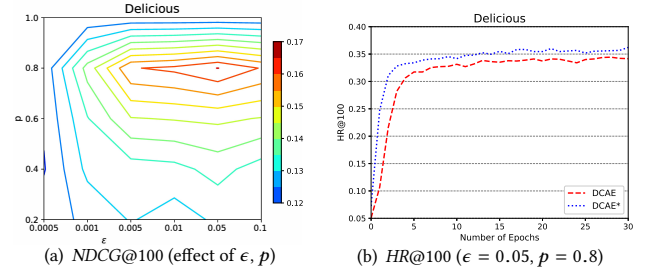 Delicious
1.0
0.8
0.6
0.4
0.2
p
0.0005 0.001 0.005 0.01 0.05 0.1
ε
0.17
0.16
0.15
0.14
0.13
0.12
(a) NDCG@100 (effect of ϵ, p)
Delicious
0.40
0.35
0.30
0.25
0.20
0.15
0.10
0.05
HR@100
0 5 10 15 20 25 30
Number of Epochs
DCAE
DCAE*
(b) HR@100 (ϵ = 0.05, p = 0.8)